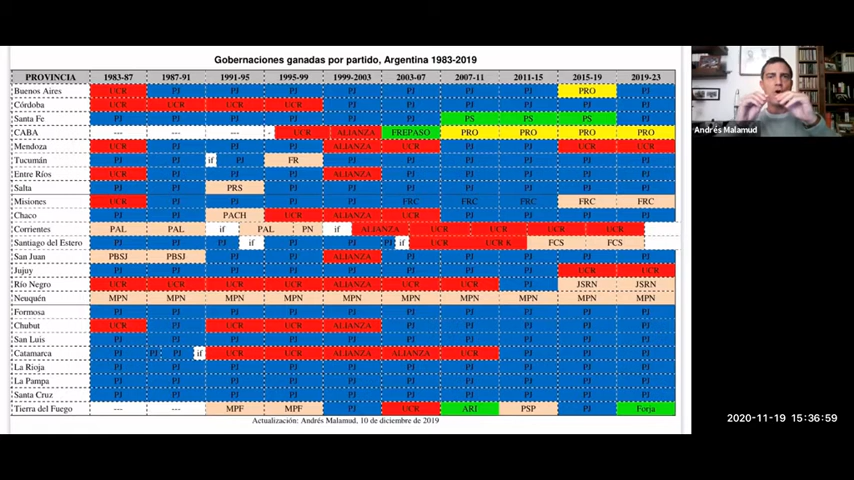 Gobernaciones ganadas por partido, Argentina 1983-2019
PROVINCIA 1983-87 1987-91 1991-95 1995-99 1999-2003 2003-07 2007-11 2011-15 2015-19 2019-23
Buenos Aires UCR PJ PJ PJ PJ PJ PJ PJ PRO PJ
Córdoba UCR UCR UCR UCR PJ PJ PJ PJ PJ PJ
Santa Fe PJ PJ PJ PJ PJ PJ PS PS PS PJ
CABA --- --- --- - UCR ALIANZA FREPASO PRO PRO PRO PRO
Mendoza UCR PJ PJ PJ ALIANZA UCR PJ PJ UCR UCR
Tucumán PJ PJ if PJ FR PJ PJ PJ PJ PJ PJ
Entre Ríos UCR PJ PJ PJ ALIANZA PJ PJ PJ PJ PJ
Salta PJ PJ PRS PJ PJ PJ PJ PJ PJ PJ
Misiones UCR PJ PJ PJ PJ FRC FRC FRC FRC FRC
Chaco PJ PJ PACH UCR ALIANZA UCR PJ PJ PJ PJ
Corrientes PAL PAL if PAL PN if ALIANZA UCR UCR UCR UCR
Santiago del Estero PJ PJ PJ if PJ PJ PJ if UCR UCR K FCS FCS
San Juan PBSJ PBSJ PJ PJ ALIANZA PJ PJ PJ PJ PJ
Jujuy PJ PJ PJ PJ PJ PJ PJ PJ UCR UCR
Río Negro UCR UCR UCR UCR ALIANZA UCR UCR PJ JSRN JSRN
Neuquén MPN MPN MPN MPN MPN MPN MPN MPN MPN MPN
Formosa PJ PJ PJ PJ PJ PJ PJ PJ PJ PJ
Chubut UCR PJ UCR UCR ALIANZA PJ PJ PJ PJ PJ
San Luis PJ PJ PJ PJ PJ PJ PJ PJ PJ PJ
Catamarca PJ PJ PJ if UCR UCR ALIANZA ALIANZA UCR PJ PJ PJ
La Rioja PJ PJ PJ PJ PJ PJ PJ PJ PJ PJ
La Pampa PJ PJ PJ PJ PJ PJ PJ PJ PJ PJ
Santa Cruz PJ PJ PJ PJ PJ PJ PJ PJ PJ PJ
Tierra del Fuego --- --- MPF MPF PJ UCR ARI PSP PJ Forja
Actualización: Andrés Malamud, 10 de diciembre de 2019
Andrés Malamud
2020-11-19 15:36:59